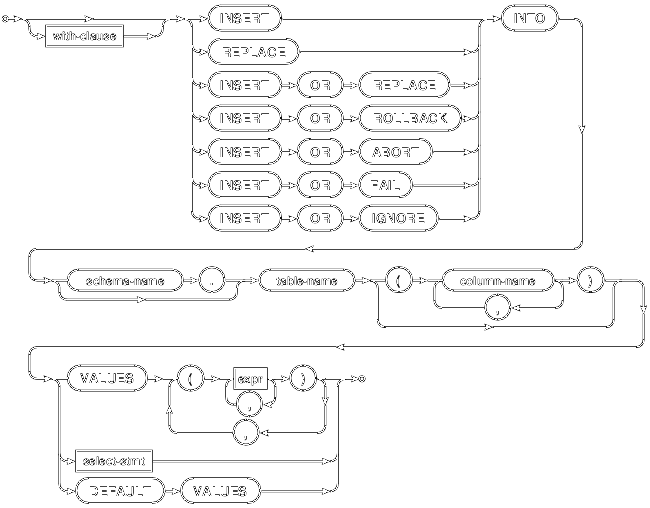 INSERT INTO
with-clause
REPLACE
INSERT OR REPLACE
INSERT OR ROLLBACK
INSERT OR ABORT
INSERT OR FAIL
INSERT OR IGNORE
schema-name . table-name ( column-name )
,
VALUES ( expr )
,
,
select-stmt
DEFAULT VALUES